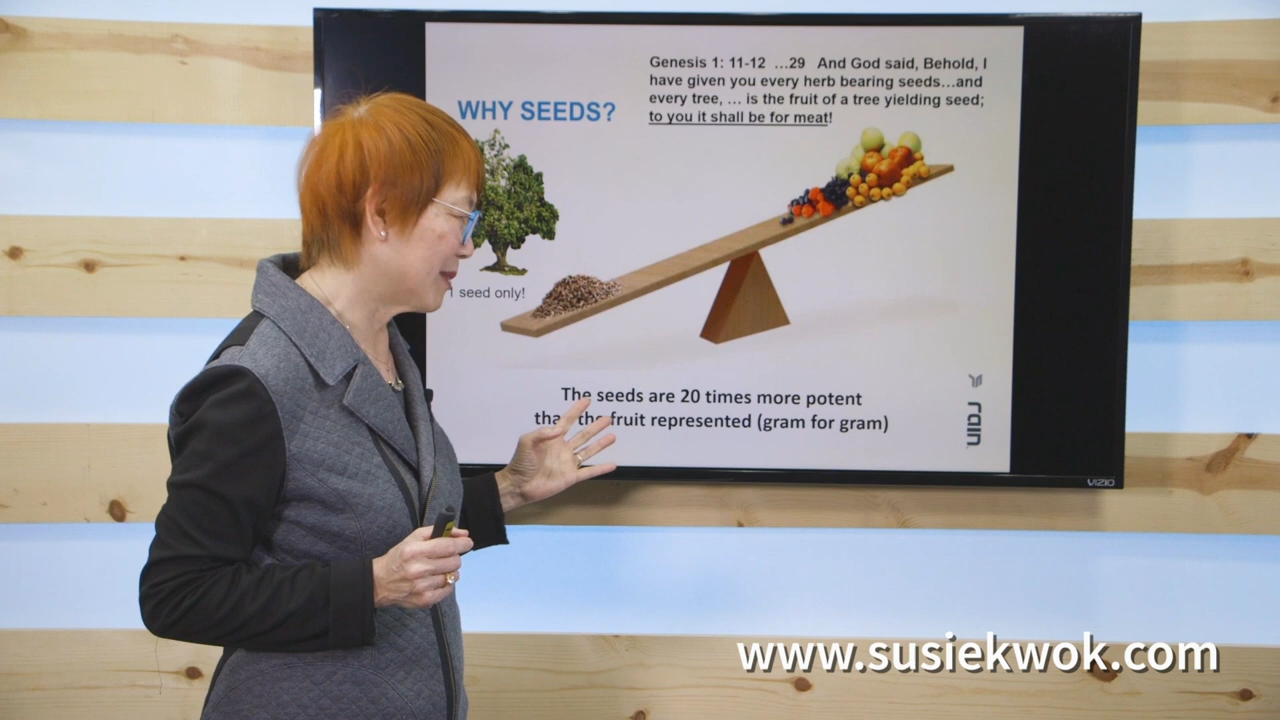 Genesis 1: 11-12 ...29 And God said, Behold, I
have given you every herb bearing seeds...and
every tree, ... is the fruit of a tree yielding seed;
to you it shall be for meat!
WHY SEEDS?
1 seed only!
The seeds are 20 times more potent
than the fruit represented (gram for gram)
rain
VIZIO
www.susiekwok.com